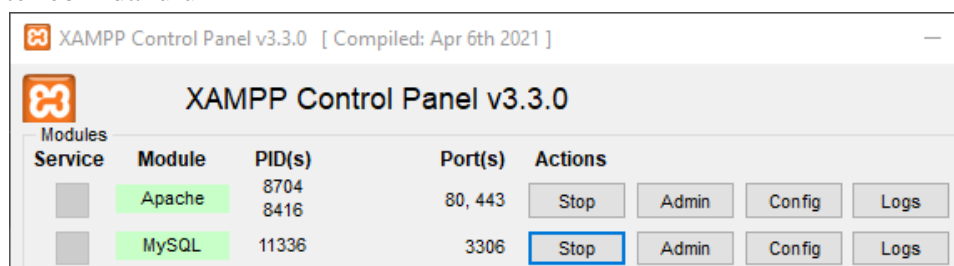 XAMPP Control Panel v3.3.0 [ Compiled: Apr 6th 2021 ]
XAMPP Control Panel v3.3.0
Modules
Service Module PID(s) Port(s) Actions
Apache 8704 8416 80, 443 Stop Admin Config Logs
MySQL 11336 3306 Stop Admin Config Logs